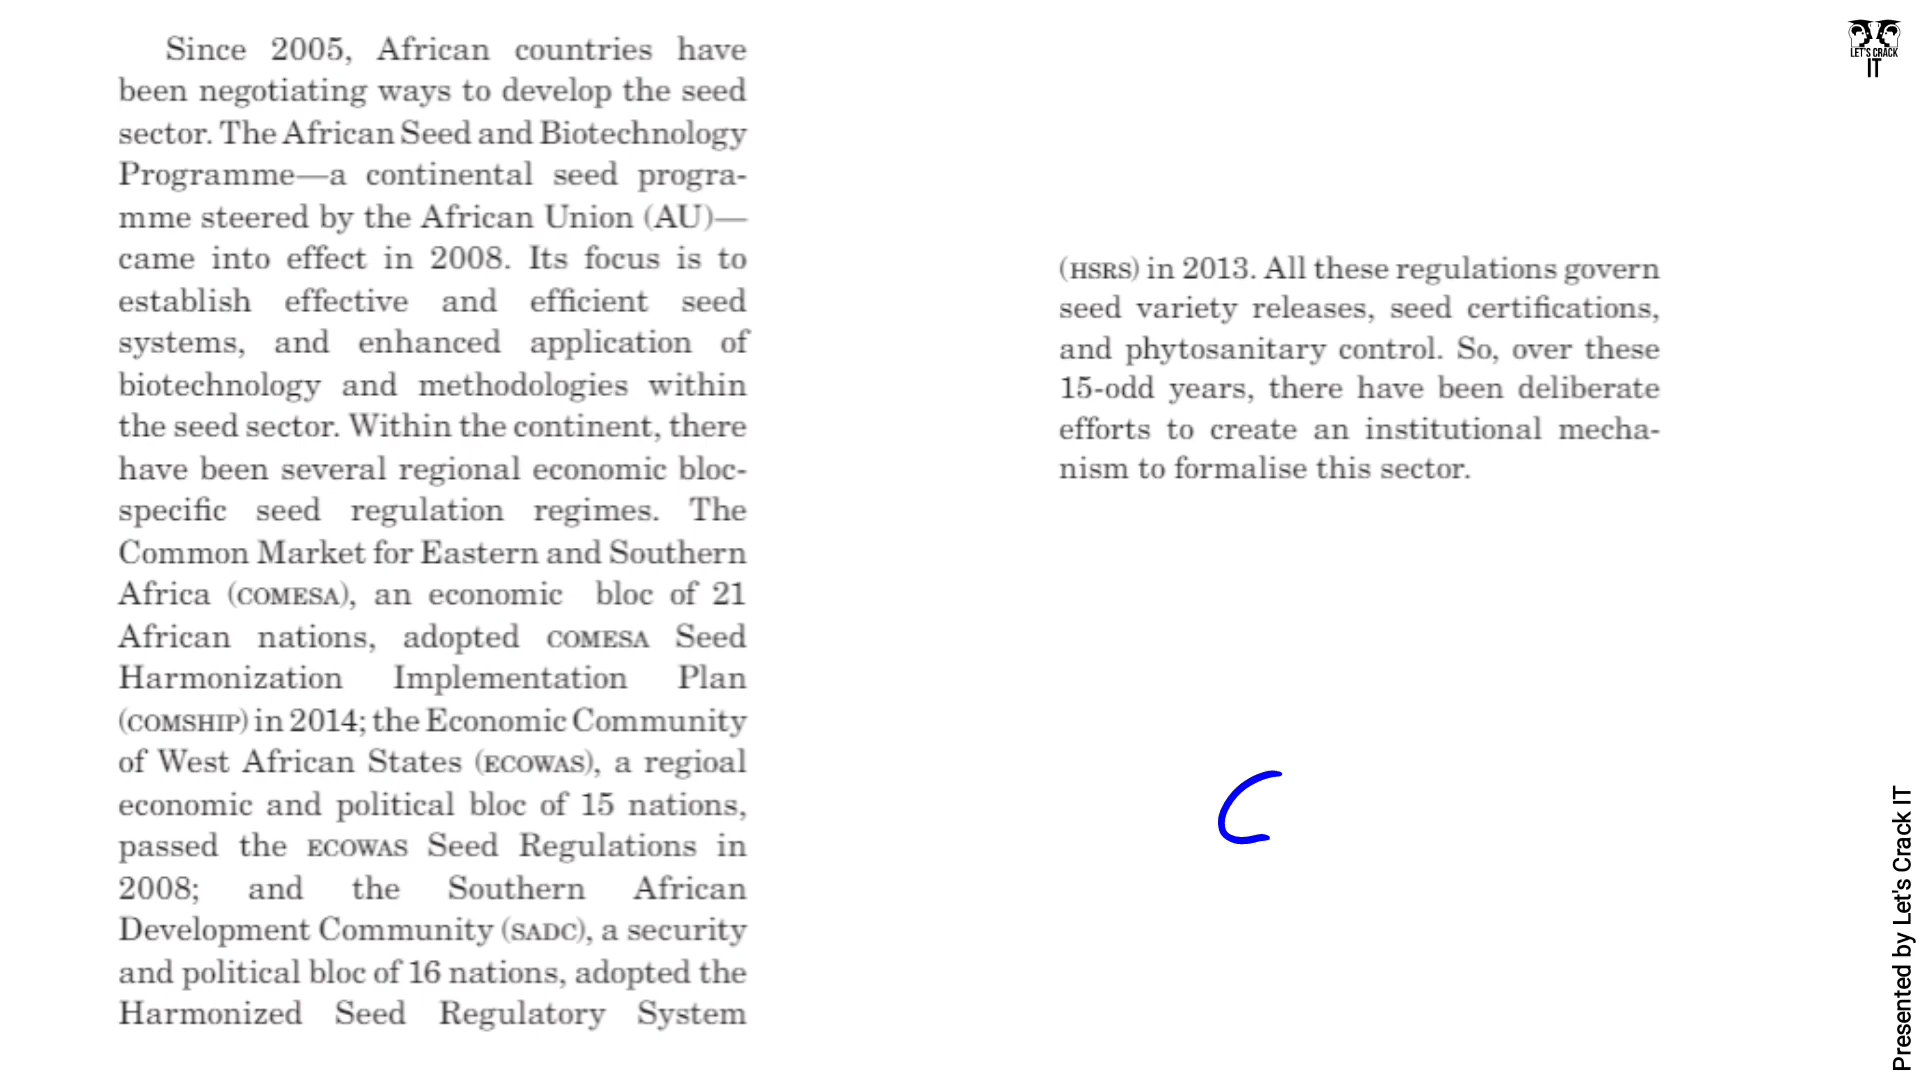 Since 2005, African countries have
been negotiating ways to develop the seed
sector. The African Seed and Biotechnology
Programme—a continental seed progra-
mme steered by the African Union (AU)—
came into effect in 2008. Its focus is to
establish effective and efficient seed
systems, and enhanced application of
biotechnology and methodologies within
the seed sector. Within the continent, there
have been several regional economic bloc-
specific seed regulation regimes. The
Common Market for Eastern and Southern
Africa (COMESA), an economic bloc of 21
African nations, adopted COMESA Seed
Harmonization Implementation Plan
(COMSHIP) in 2014; the Economic Community
of West African States (ECOWAS), a regioal
economic and political bloc of 15 nations,
passed the ECOWAS Seed Regulations in
2008; and the Southern African
Development Community (SADC), a security
and political bloc of 16 nations, adopted the
Harmonized Seed Regulatory System
(HSRS) in 2013. All these regulations govern
seed variety releases, seed certifications,
and phytosanitary control. So, over these
15-odd years, there have been deliberate
efforts to create an institutional mecha-
nism to formalise this sector.
LET'S CRACK
IT
Presented by Let's Crack IT